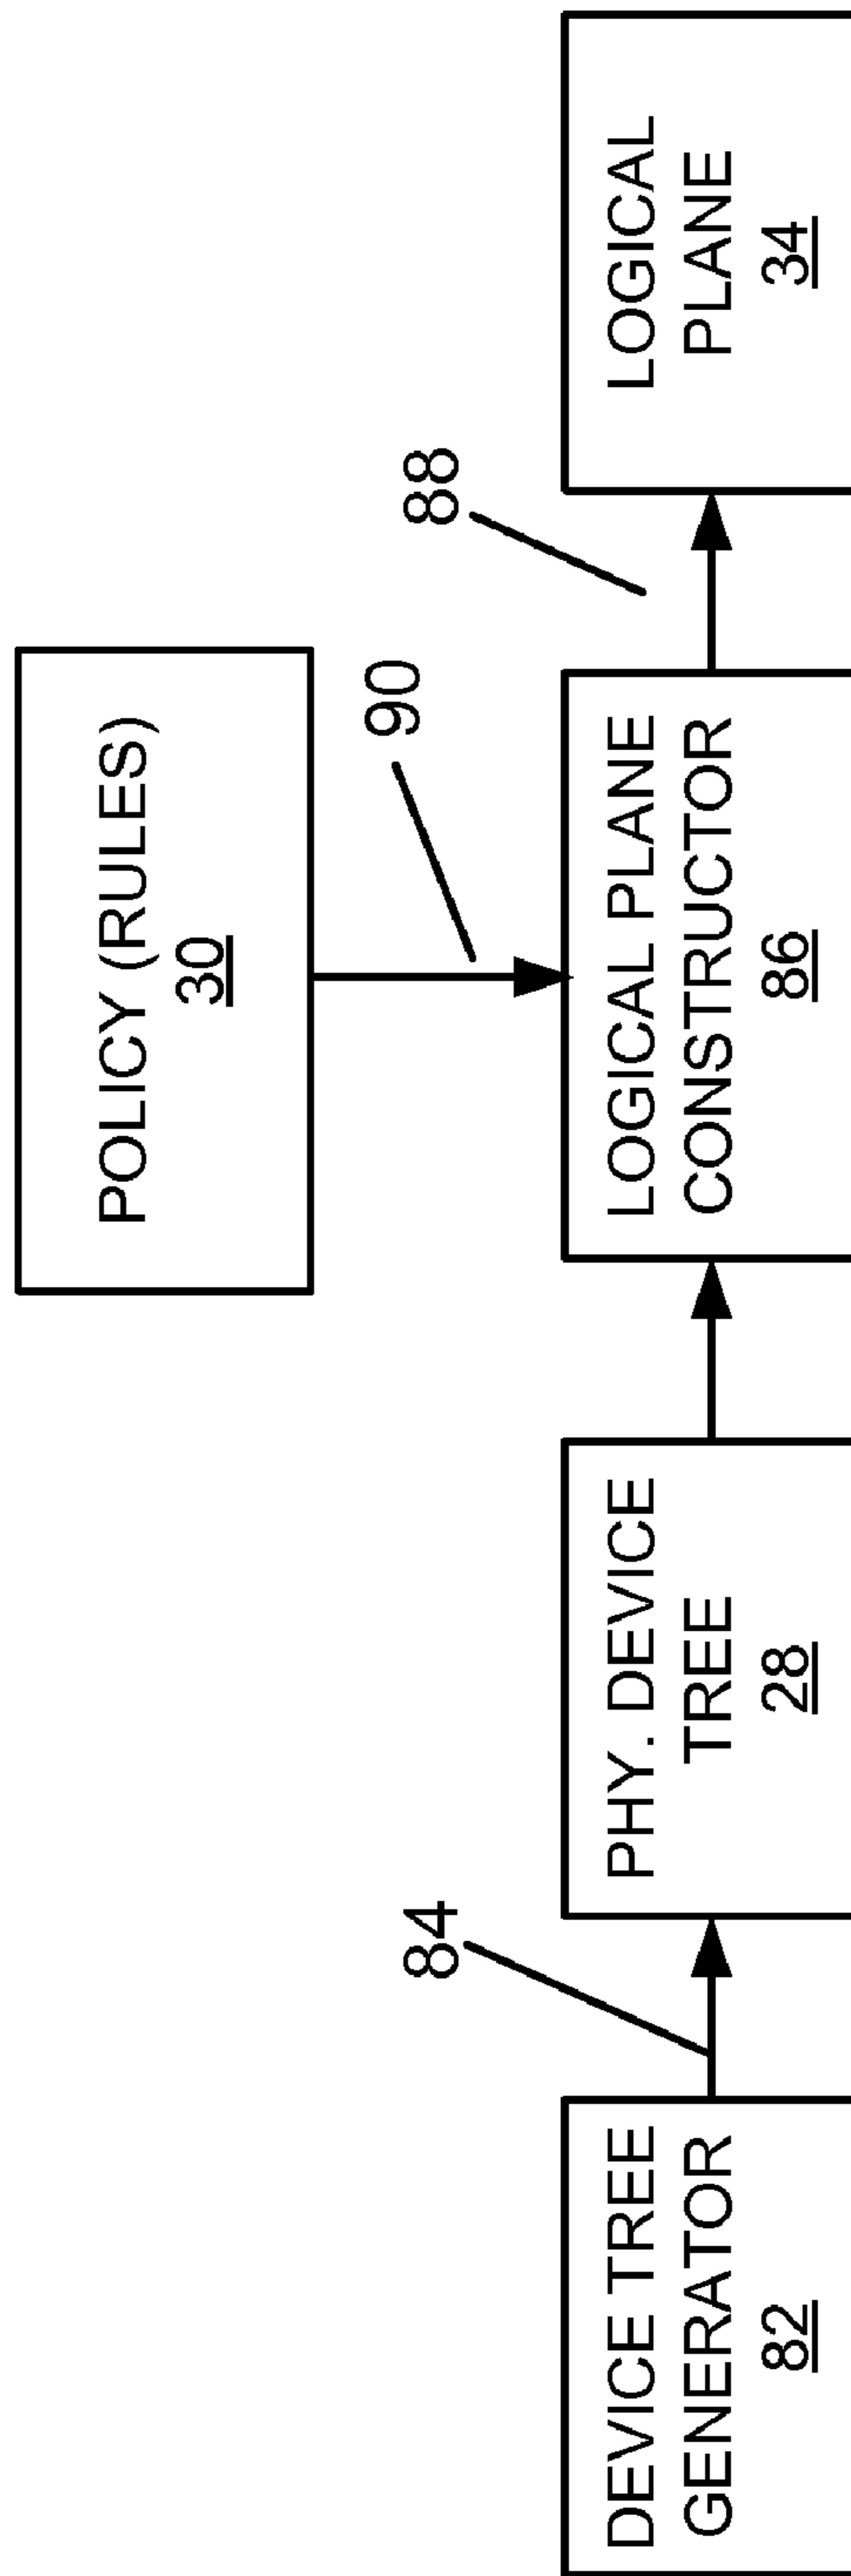 POLICY (RULES)
30
90
88
84
DEVICE TREE
GENERATOR
82
PHY. DEVICE
TREE
28
LOGICAL PLANE
CONSTRUCTOR
86
LOGICAL
PLANE
34